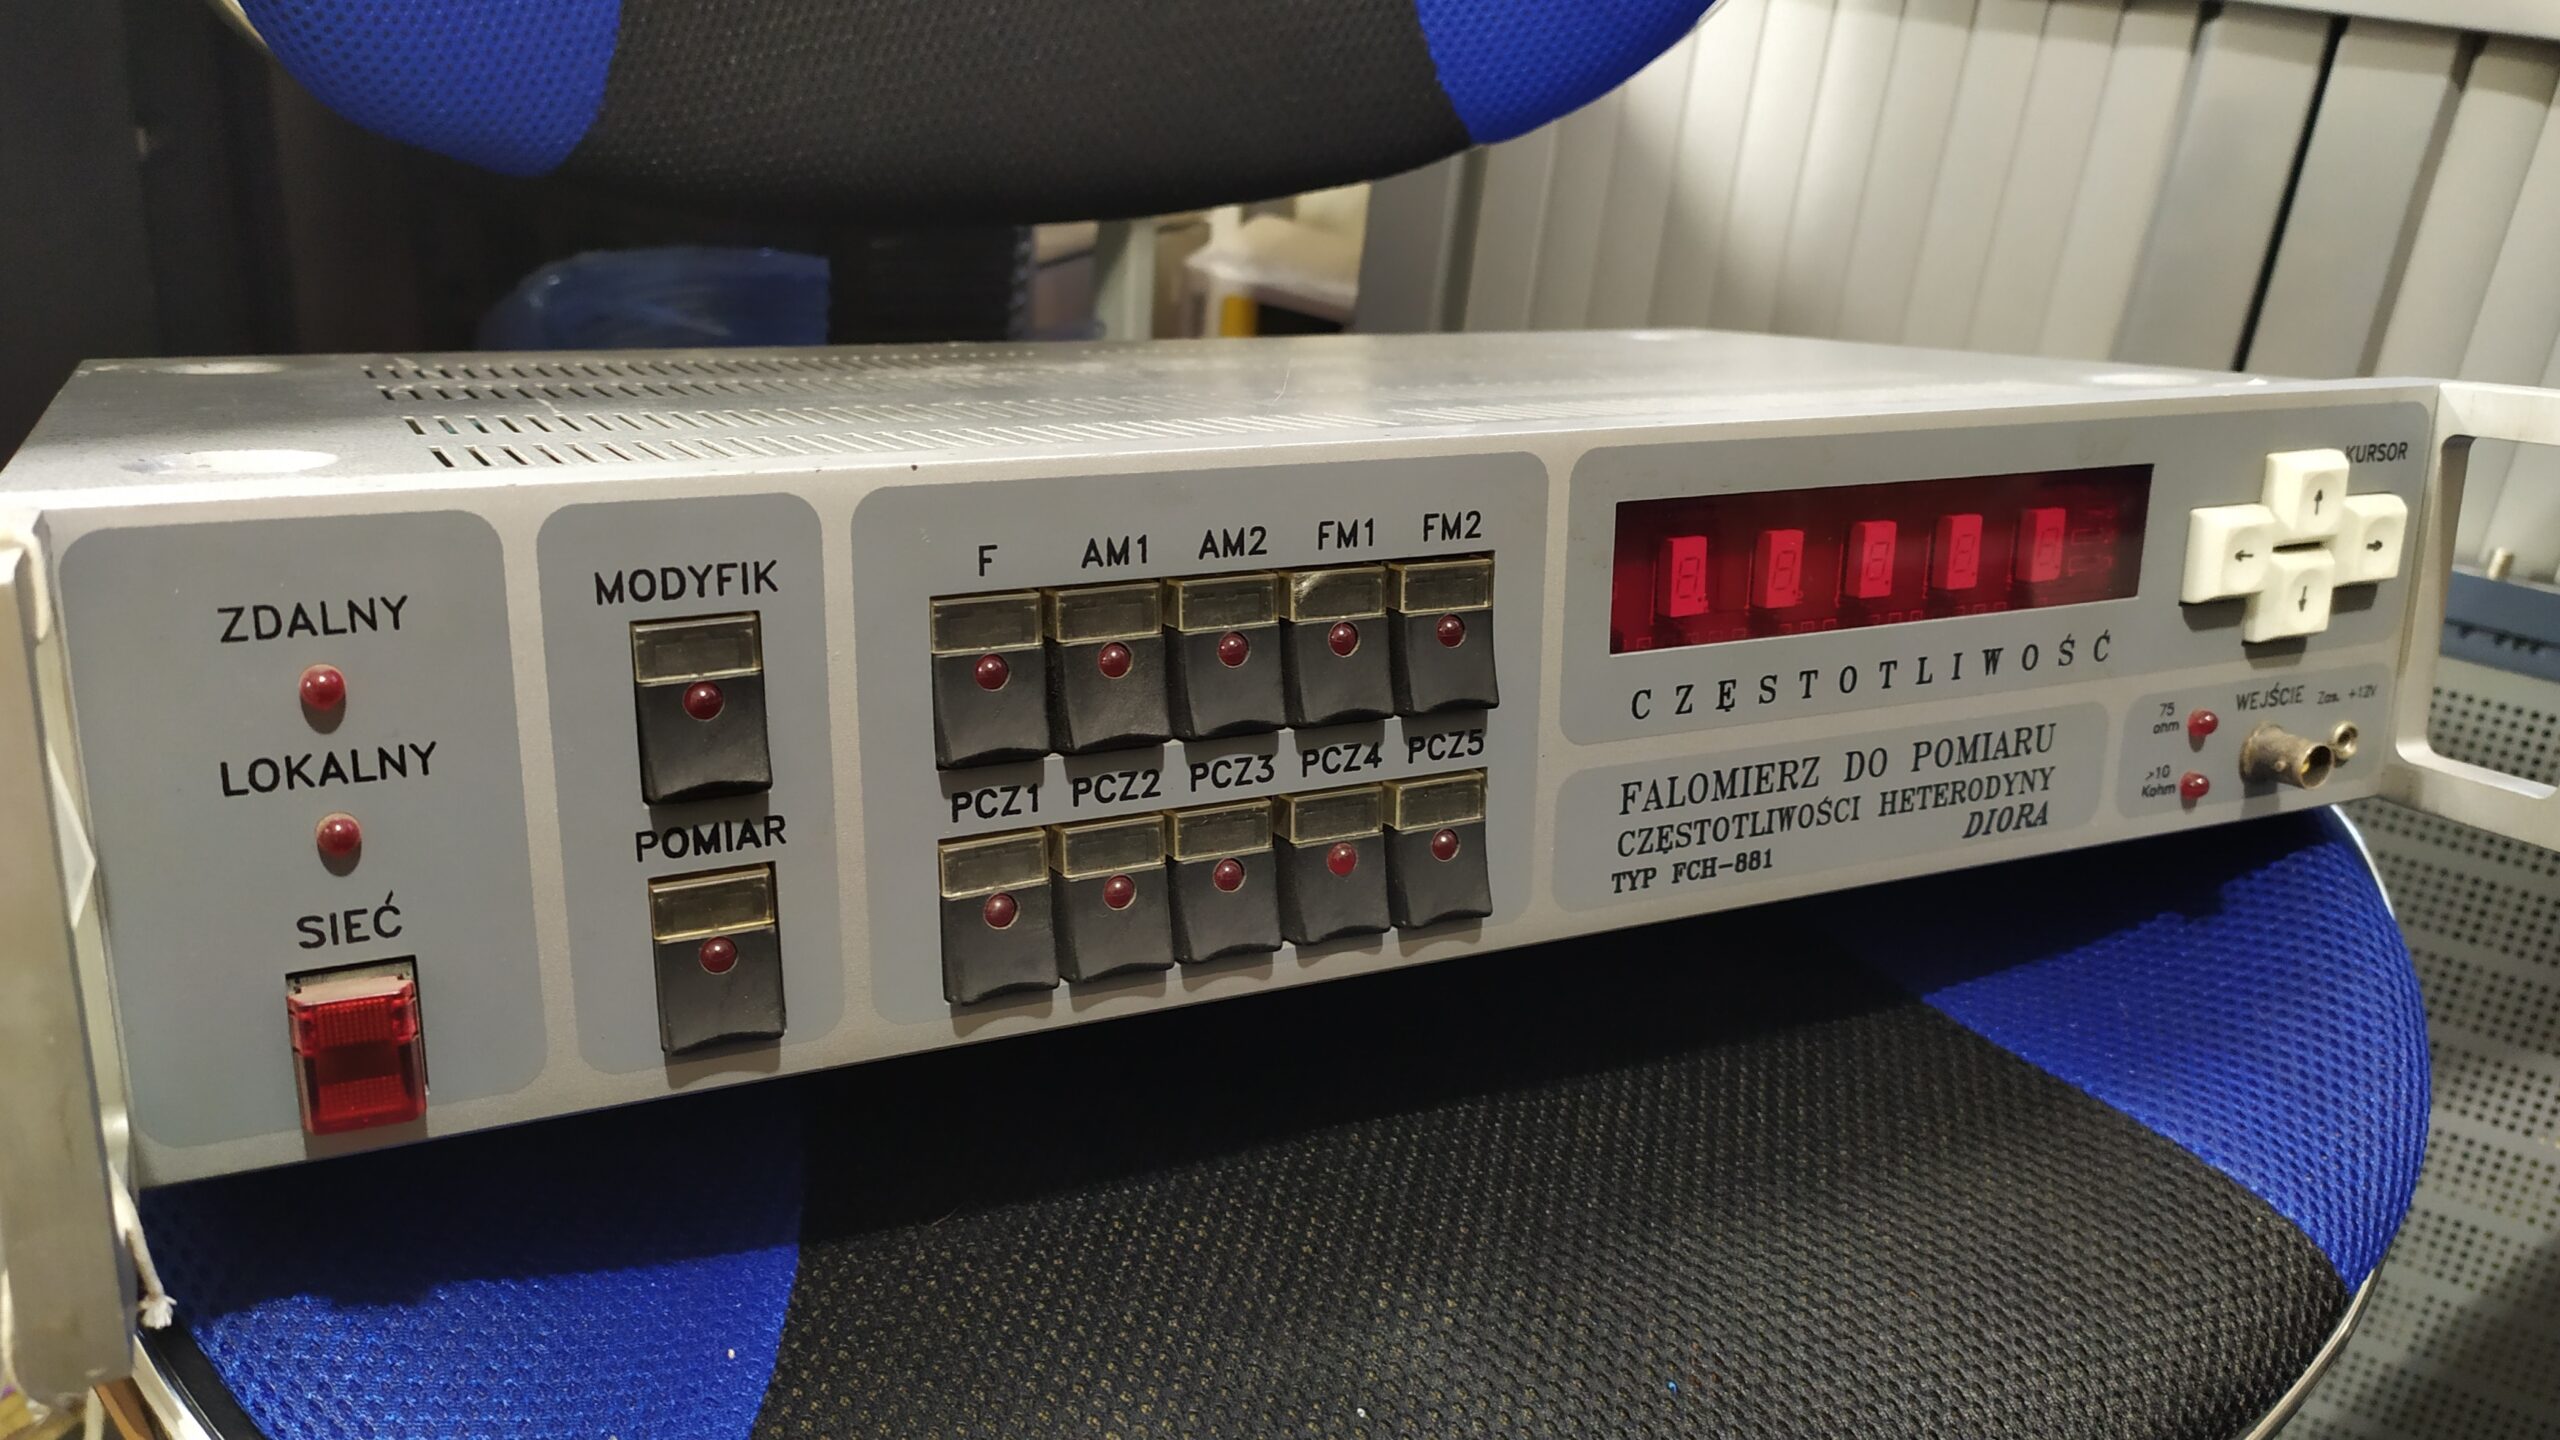 ZDALNY
LOKALNY
SIEĆ
MODYFIK
POMIAR
F AM1 AM2 FM1 FM2
PCZ1 PCZ2 PCZ3 PCZ4 PCZ5
CZĘSTOTLIWOŚĆ
FALOMIERZ DO POMIARU
CZĘSTOTLIWOŚCI HETERODYNY
DIORA
TYP FCH-881
KURSOR
↑
← →
↓
75
ohm
>10
Kohm
WEJŚCIE Zas. +12V